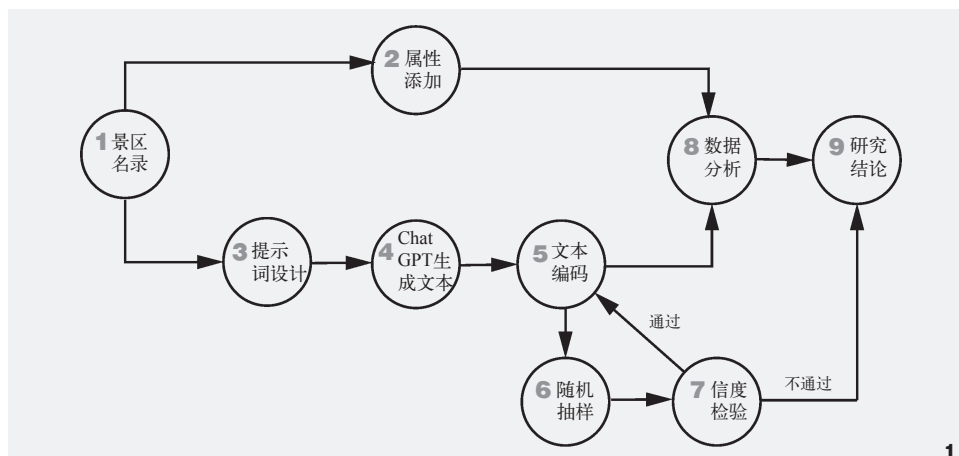 1 景区
名录
2 属性
添加
3 提示
词设计
4 Chat
GPT生
成文本
5 文本
编码
6 随机
抽样
7 信度
检验
8 数据
分析
9 研究
结论
通过
不通过
1